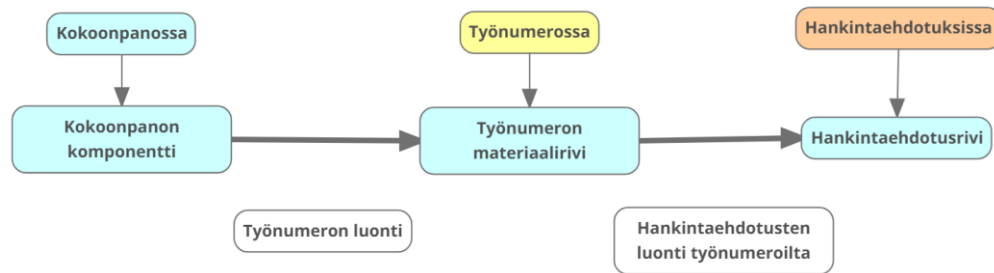 Kokoonpanossa
Työnumerossa
Hankintaehdotuksissa
Kokoonpanon
komponentti
Työnumeron
materiaalirivi
Hankintaehdotusrivi
Työnumeron luonti
Hankintaehdotusten
luonti työnumeroilta